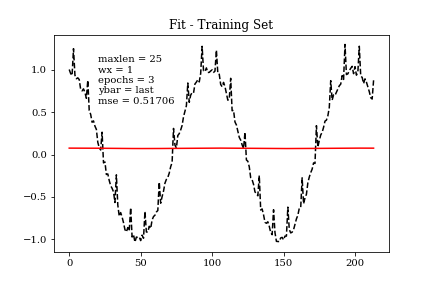 Fit - Training Set
maxlen = 25
wx = 1
epochs = 3
ybar = last
mse = 0.51706
1.0
0.5
0.0
−0.5
−1.0
0
50
100
150
200